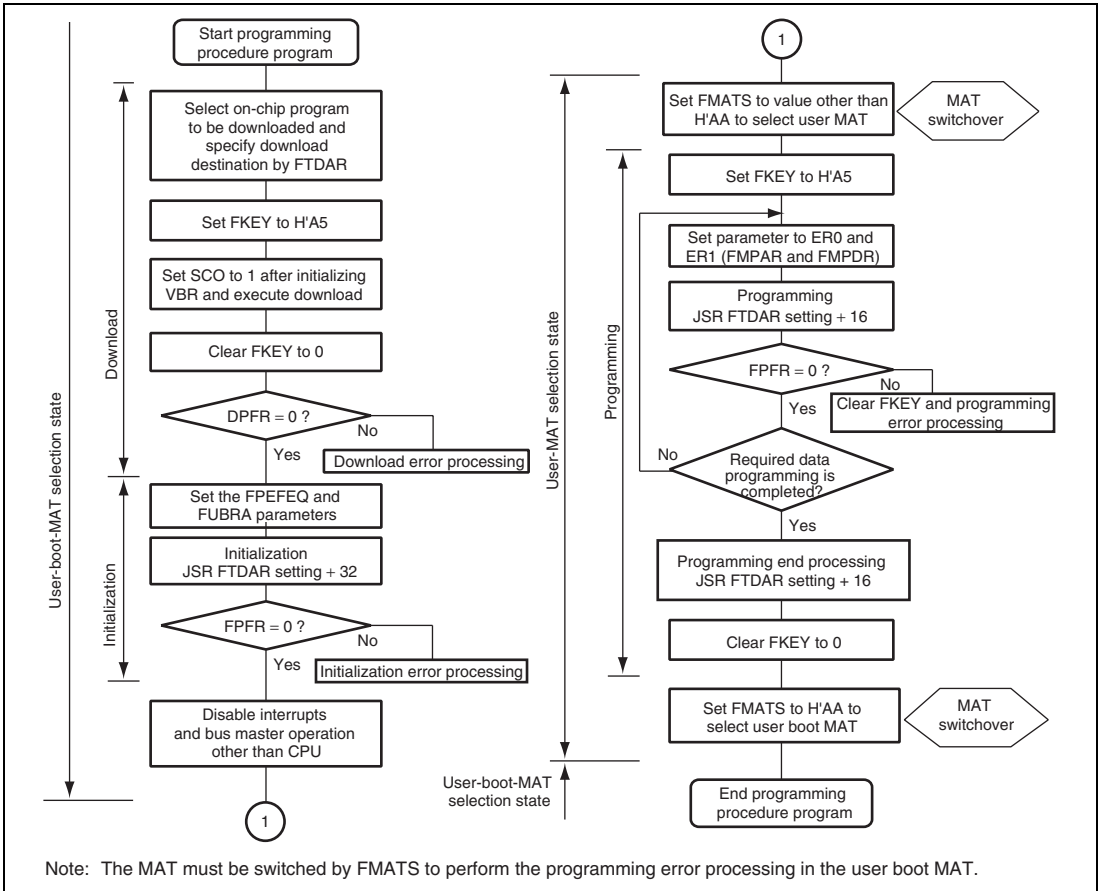 Start programming
procedure program
Select on-chip program
to be downloaded and
specify download
destination by FTDAR
Set FKEY to H'A5
Set SCO to 1 after initializing
VBR and execute download
Clear FKEY to 0
DPFR = 0 ?
No
Yes
Download error processing
Set the FPEFEQ and
FUBRA parameters
Initialization
JSR FTDAR setting + 32
FPFR = 0 ?
No
Yes
Initialization error processing
Disable interrupts
and bus master operation
other than CPU
1
Download
Initialization
User-boot-MAT selection state
1
Set FMATS to value other than
H'AA to select user MAT
MAT
switchover
Set FKEY to H'A5
Set parameter to ER0 and
ER1 (FMPAR and FMPDR)
Programming
JSR FTDAR setting + 16
FPFR = 0 ?
No
Yes
Clear FKEY and programming
error processing
No
Required data
programming is
completed?
Yes
Programming end processing
JSR FTDAR setting + 16
Clear FKEY to 0
Set FMATS to H'AA to
select user boot MAT
MAT
switchover
Programming
User-MAT selection state
User-boot-MAT
selection state
End programming
procedure program
Note: The MAT must be switched by FMATS to perform the programming error processing in the user boot MAT.